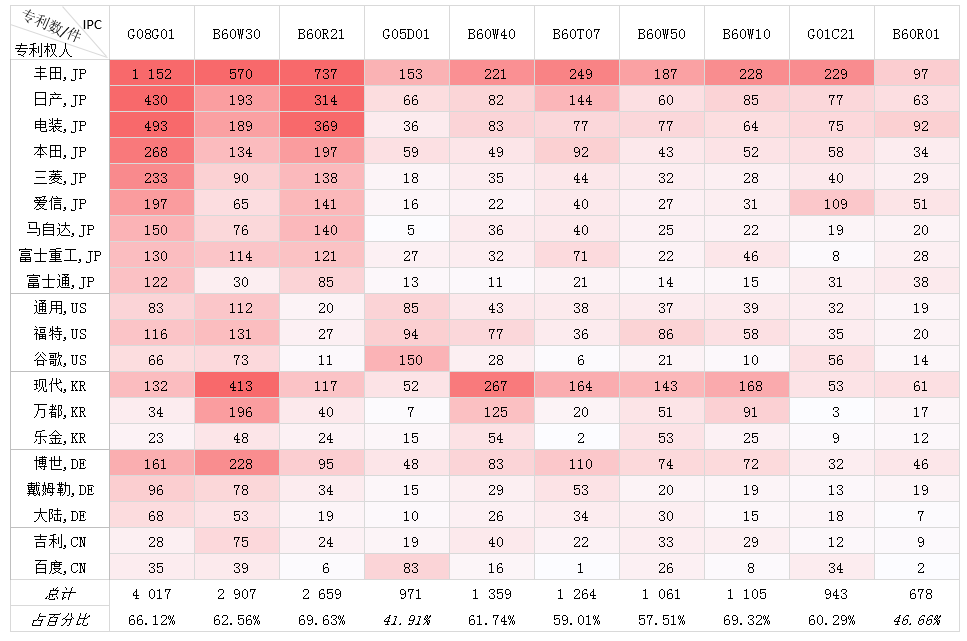 专利数/件 IPC G08G01 B60W30 B60R21 G05D01 B60W40 B60T07 B60W50 B60W10 G01C21 B60R01
专利权人
丰田,JP 1 152 570 737 153 221 249 187 228 229 97
日产,JP 430 193 314 66 82 144 60 85 77 63
电装,JP 493 189 369 36 83 77 77 64 75 92
本田,JP 268 134 197 59 49 92 43 52 58 34
三菱,JP 233 90 138 18 35 44 32 28 40 29
爱信,JP 197 65 141 16 22 40 27 31 109 51
马自达,JP 150 76 140 5 36 40 25 22 19 20
富士重工,JP 130 114 121 27 32 71 22 46 8 28
富士通,JP 122 30 85 13 11 21 14 15 31 38
通用,US 83 112 20 85 43 38 37 39 32 19
福特,US 116 131 27 94 77 36 86 58 35 20
谷歌,US 66 73 11 150 28 6 21 10 56 14
现代,KR 132 413 117 52 267 164 143 168 53 61
万都,KR 34 196 40 7 125 20 51 91 3 17
乐金,KR 23 48 24 15 54 2 53 25 9 12
博世,DE 161 228 95 48 83 110 74 72 32 46
戴姆勒,DE 96 78 34 15 29 53 20 19 13 19
大陆,DE 68 53 19 10 26 34 30 15 18 7
吉利,CN 28 75 24 19 40 22 33 29 12 9
百度,CN 35 39 6 83 16 1 26 8 34 2
总计 4 017 2 907 2 659 971 1 359 1 264 1 061 1 105 943 678
占百分比 66.12% 62.56% 69.63% 41.91% 61.74% 59.01% 57.51% 69.32% 60.29% 46.66%